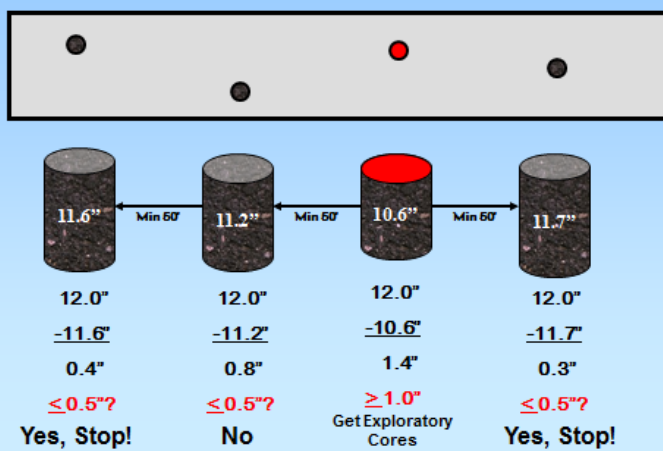 11.6” 11.2” 10.6” 11.7”
Min 50' Min 50' Min 50'
12.0" 12.0" 12.0" 12.0"
-11.6" -11.2" -10.6" -11.7"
0.4" 0.8" 1.4" 0.3"
≤0.5"? ≤0.5"? ≥1.0" ≤0.5"?
Yes, Stop! No Get Exploratory Yes, Stop!
Cores